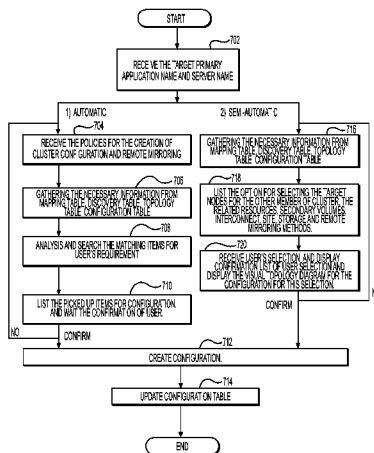 START
702
RECEIVE THE TARGET PRIMARY
APPLICATION NAME AND SERVER NAME
1) AUTOMATIC
704
RECEIVE THE POLICIES FOR THE CREATION OF
CLUSTER CONFIGURATION AND REMOTE MIRRORING
706
GATHERING THE NECESSARY INFORMATION FROM
MAPPING TABLE, DISCOVERY TABLE, TOPOLOGY
TABLE, CONFIGURATION TABLE
708
ANALYSIS AND SEARCH THE MATCHING ITEMS FOR
USER'S REQUIREMENT
710
LIST THE PICKED UP ITEMS FOR CONFIGURATION,
AND WAIT THE CONFIRMATION OF USER.
NO
CONFIRM
2) SEMI-AUTOMATIC
716
GATHERING THE NECESSARY INFORMATION FROM
MAPPING TABLE, DISCOVERY TABLE, TOPOLOGY
TABLE, CONFIGURATION TABLE
718
LIST THE OPTION FOR SELECTING THE TARGET
NODES FOR THE OTHER MEMBER OF CLUSTER, THE
RELATED RESOURCES, SECONDARY VOLUMES,
INTERCONNECT, SITE, STORAGE AND REMOTE
MIRRORING METHODS.
720
RECEIVE USER'S SELECTION, AND DISPLAY
CONFIRMATION LIST OF USER SELECTION AND
DISPLAY THE VISUAL TOPOLOGY DIAGRAM FOR THE
CONFIGURATION FOR THIS SELECTION.
CONFIRM
712
CREATE CONFIGURATION.
714
UPDATE CONFIGURATION TABLE
END